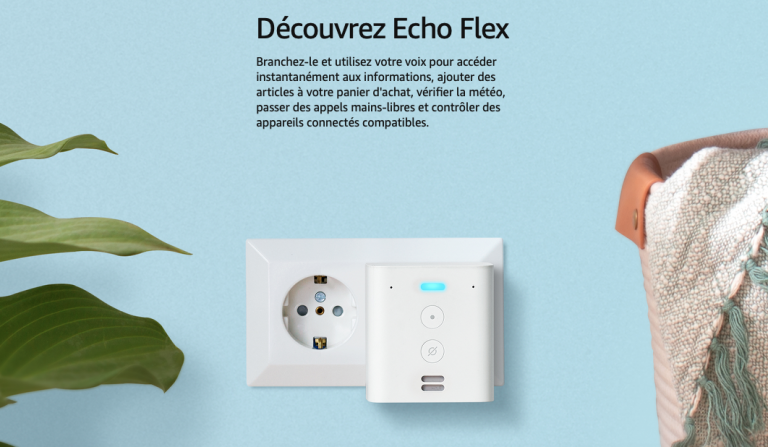 Découvrez Echo Flex
Branchez-le et utilisez votre voix pour accéder
instantanément aux informations, ajouter des
articles à votre panier d'achat, vérifier la météo,
passer des appels mains-libres et contrôler des
appareils connectés compatibles.